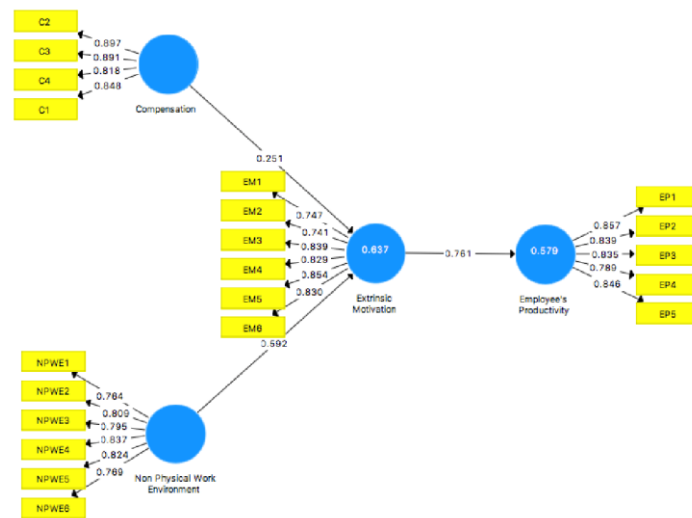 C2
C3
C4
C1
0.897
0.891
0.818
0.848
Compensation
0.251
EM1
EM2
EM3
EM4
EM5
EM6
0.747
0.741
0.839
0.829
0.854
0.830
0.637
Extrinsic
Motivation
0.761
0.579
Employee's
Productivity
0.857
0.839
0.835
0.789
0.846
EP1
EP2
EP3
EP4
EP5
0.592
NPWE1
NPWE2
NPWE3
NPWE4
NPWE5
NPWE6
0.764
0.809
0.795
0.837
0.824
0.769
Non Physical Work
Environment